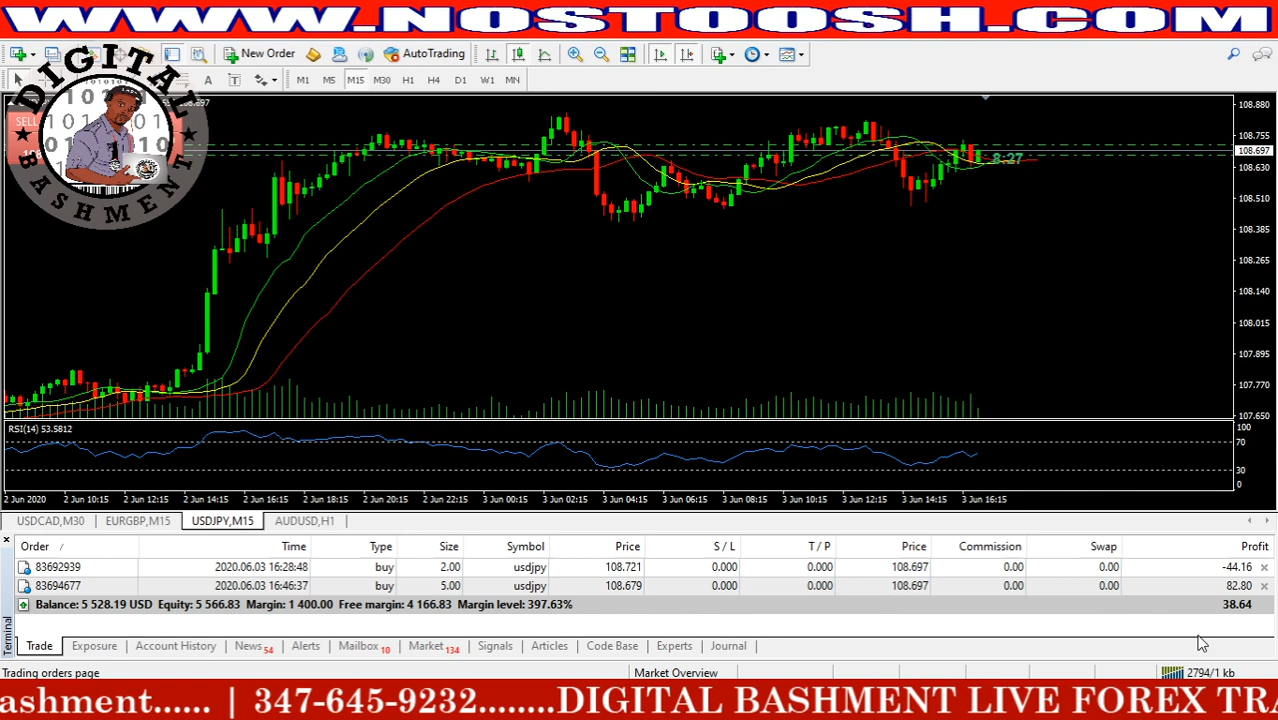 WWW.NOSTOOSH.COM
New Order
AutoTrading
A T M1 M5 M15 M30 H1 H4 D1 W1 MN
DIGITAL
BASHMENT
SELL
108.697
8:27
108.880
108.755
108.697
108.630
108.510
108.385
108.265
108.140
108.015
107.895
107.770
107.650
RSI(14) 53.5812
100
70
30
0
2 Jun 2020 2 Jun 10:15 2 Jun 12:15 2 Jun 14:15 2 Jun 16:15 2 Jun 18:15 2 Jun 20:15 2 Jun 22:15 3 Jun 00:15 3 Jun 02:15 3 Jun 04:15 3 Jun 06:15 3 Jun 08:15 3 Jun 10:15 3 Jun 12:15 3 Jun 14:15 3 Jun 16:15
USDCAD,M30 EURGBP,M15 USDJPY,M15 AUDUSD,H1
Order / Time Type Size Symbol Price S / L T / P Price Commission Swap Profit
83692939 2020.06.03 16:28:48 buy 2.00 usdjpy 108.721 0.000 0.000 108.697 0.00 0.00 -44.16
83694677 2020.06.03 16:46:37 buy 5.00 usdjpy 108.679 0.000 0.000 108.697 0.00 0.00 82.80
Balance: 5 528.19 USD Equity: 5 566.83 Margin: 1 400.00 Free margin: 4 166.83 Margin level: 397.63% 38.64
Terminal
Trade Exposure Account History News 54 Alerts Mailbox 10 Market 134 Signals Articles Code Base Experts Journal
Trading orders page Market Overview 2794/1 kb
ashment...... | 347-645-9232........DIGITAL BASHMENT LIVE FOREX TRA